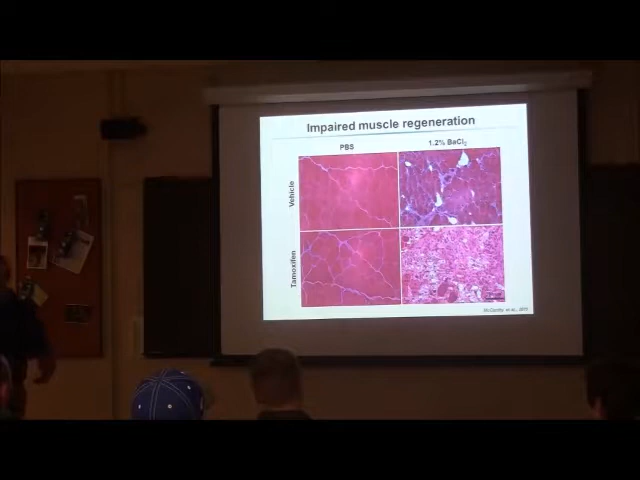 Impaired muscle regeneration
PBS 1.2% BaCl₂
Vehicle
Tamoxifen